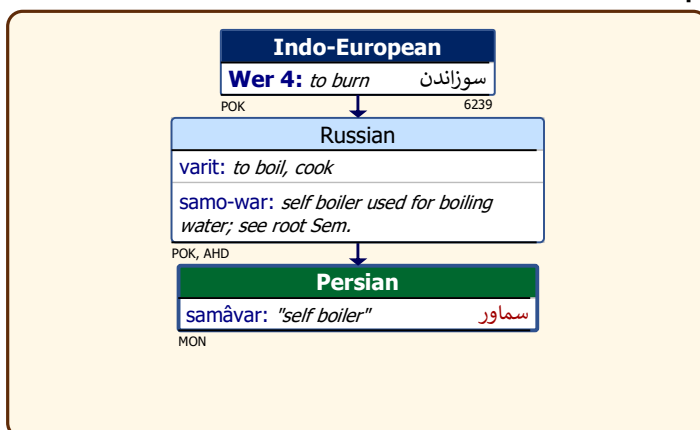 Indo-European
Wer 4: to burn سوزاندن
POK 6239
Russian
varit: to boil, cook
samo-war: self boiler used for boiling
water; see root Sem.
POK, AHD
Persian
samâvar: "self boiler" سماور
MON